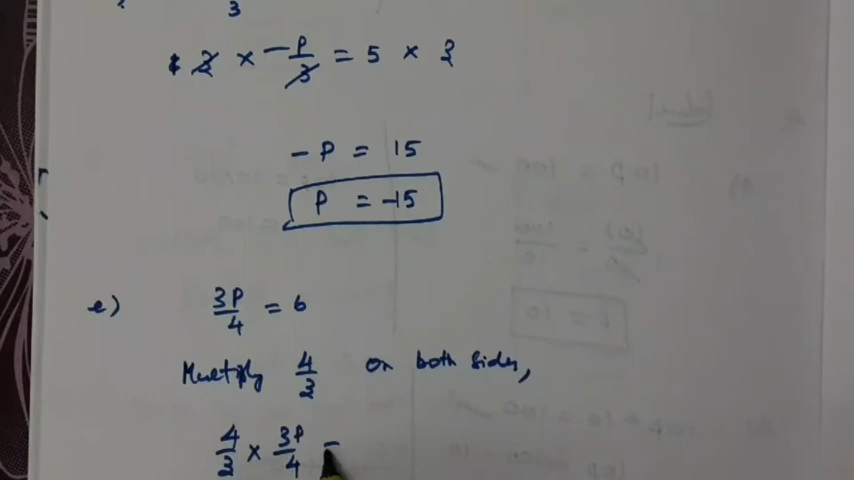 3
3 × -P/3 = 5 × 3
-P = 15
P = -15
e) 3P/4 = 6
Multiply 4/3 on both sides,
4/3 × 3P/4 =